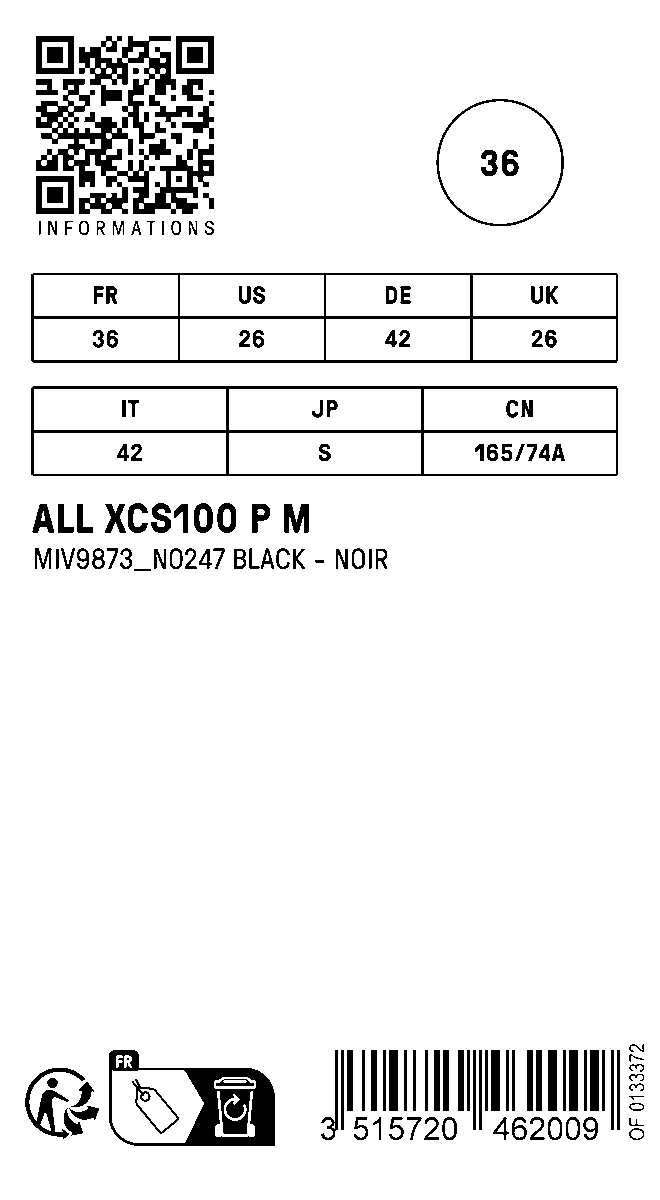 INFORMATIONS
36
FR US DE UK
36 26 42 26
IT JP CN
42 S 165/74A
ALL XCS100 P M
MIV9873_N0247 BLACK - NOIR
FR
3 515720 462009
OF 0133372